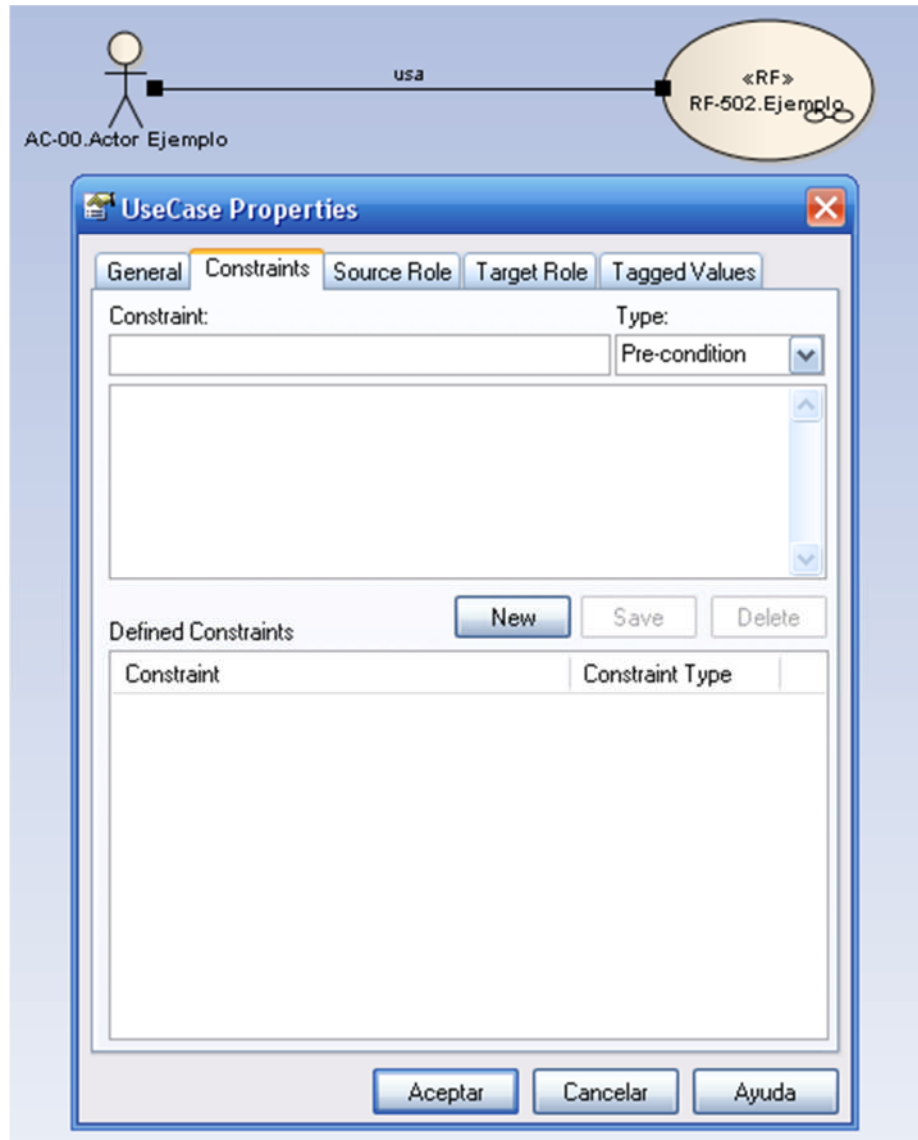 usa
«RF»
RF-502.Ejemplo
AC-00.Actor Ejemplo
UseCase Properties
General Constraints Source Role Target Role Tagged Values
Constraint: Type:
Pre-condition
New Save Delete
Defined Constraints
Constraint Constraint Type
Aceptar Cancelar Ayuda